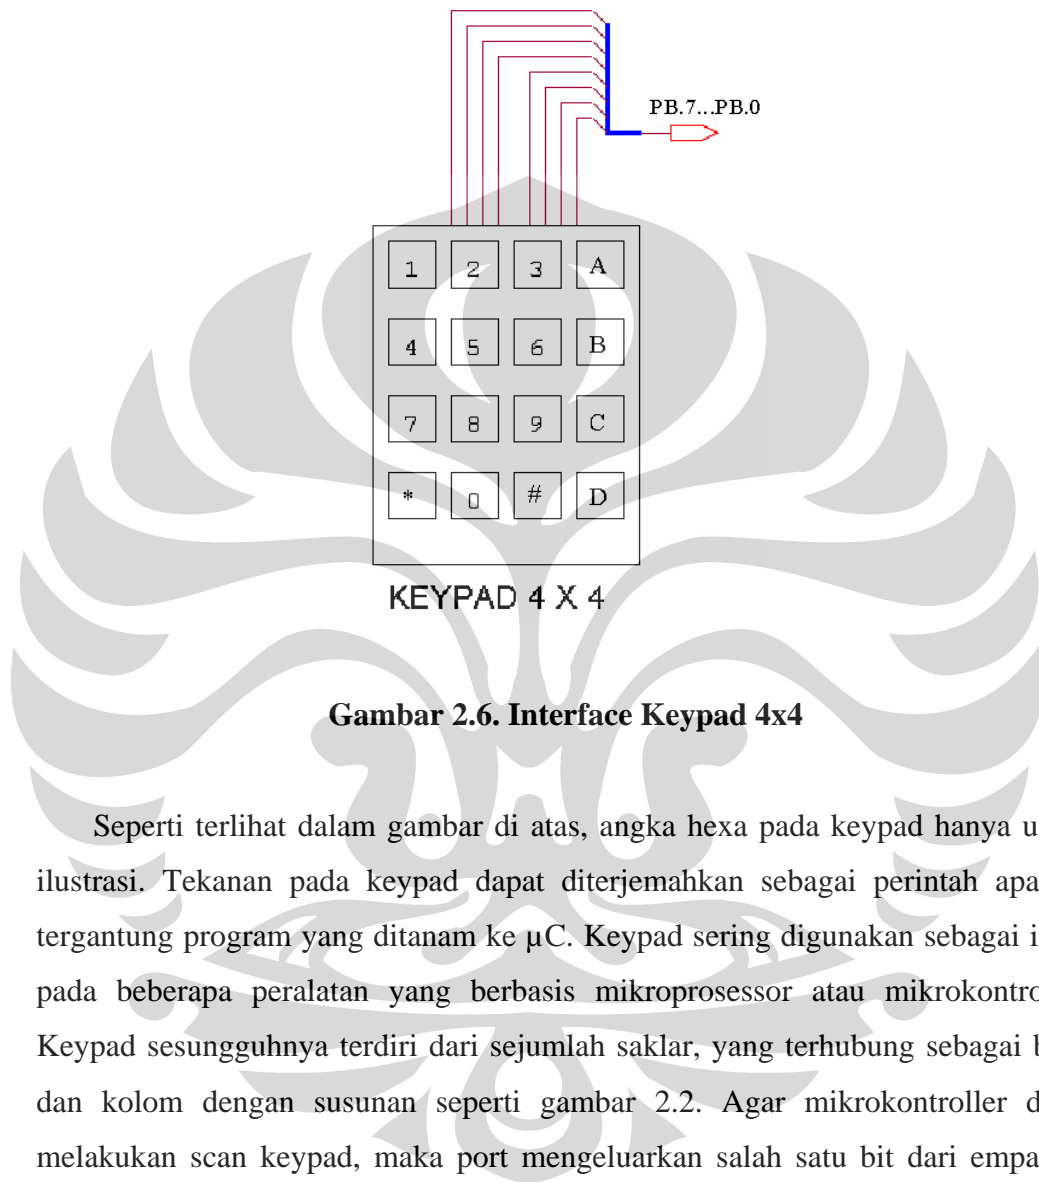 PB.7...PB.0
1 2 3 A
4 5 6 B
7 8 9 C
* 0 # D
KEYPAD 4 X 4
Gambar 2.6. Interface Keypad 4x4
Seperti terlihat dalam gambar di atas, angka hexa pada keypad hanya u
ilustrasi. Tekanan pada keypad dapat diterjemahkan sebagai perintah apa
tergantung program yang ditanam ke µC. Keypad sering digunakan sebagai i
pada beberapa peralatan yang berbasis mikroprosessor atau mikrokontro
Keypad sesungguhnya terdiri dari sejumlah saklar, yang terhubung sebagai b
dan kolom dengan susunan seperti gambar 2.2. Agar mikrokontroller d
melakukan scan keypad, maka port mengeluarkan salah satu bit dari empa